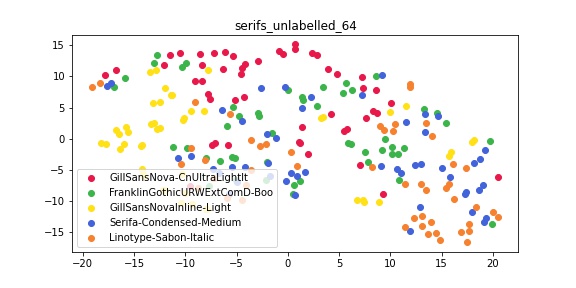 serifs_unlabelled_64
15
10
5
0
−5
−10
−15
GillSansNova-CnUltraLightIt
FranklinGothicURWExtComD-Boo
GillSansNovaInline-Light
Serifa-Condensed-Medium
Linotype-Sabon-Italic
−20 −15 −10 −5 0 5 10 15 20